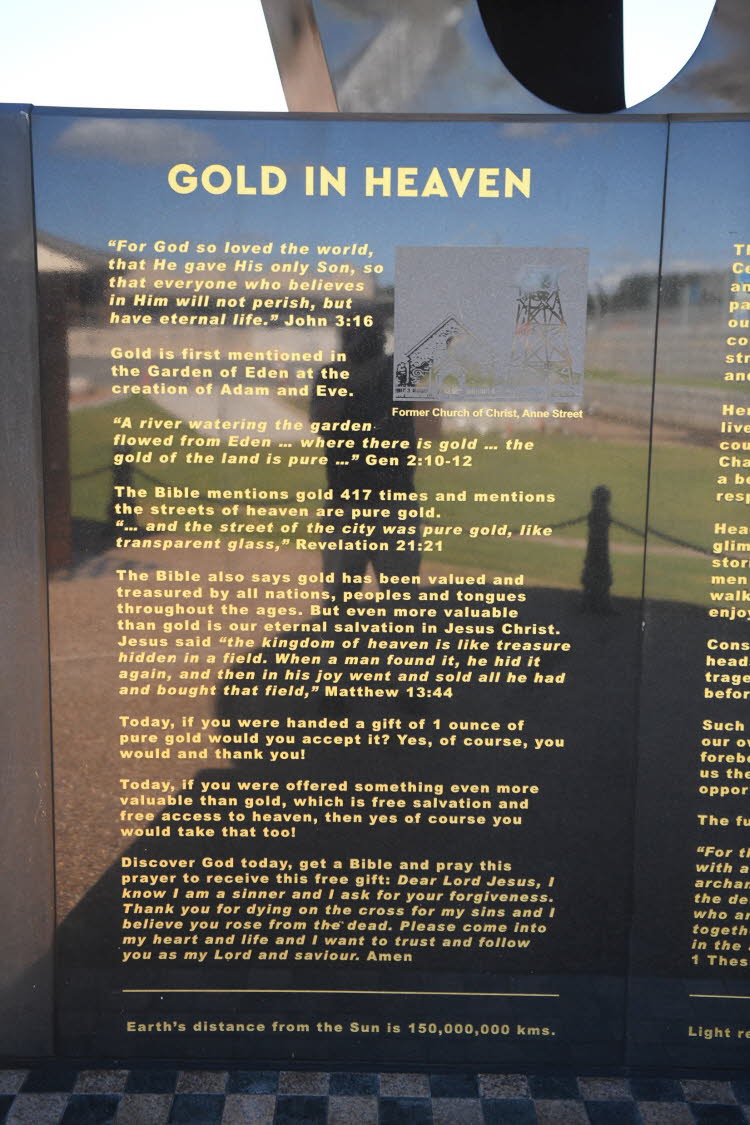 GOLD IN HEAVEN
“For God so loved the world,
that He gave His only Son, so
that everyone who believes
in Him will not perish, but
have eternal life.” John 3:16
Gold is first mentioned in
the Garden of Eden at the
creation of Adam and Eve.
Former Church of Christ, Anne Street
“A river watering the garden
flowed from Eden ... where there is gold ... the
gold of the land is pure ...” Gen 2:10-12
The Bible mentions gold 417 times and mentions
the streets of heaven are pure gold.
“... and the street of the city was pure gold, like
transparent glass,” Revelation 21:21
The Bible also says gold has been valued and
treasured by all nations, peoples and tongues
throughout the ages. But even more valuable
than gold is our eternal salvation in Jesus Christ.
Jesus said “the kingdom of heaven is like treasure
hidden in a field. When a man found it, he hid it
again, and then in his joy went and sold all he had
and bought that field,” Matthew 13:44
Today, if you were handed a gift of 1 ounce of
pure gold would you accept it? Yes, of course, you
would and thank you!
Today, if you were offered something even more
valuable than gold, which is free salvation and
free access to heaven, then yes of course you
would take that too!
Discover God today, get a Bible and pray this
prayer to receive this free gift: Dear Lord Jesus, I
know I am a sinner and I ask for your forgiveness.
Thank you for dying on the cross for my sins and I
believe you rose from the dead. Please come into
my heart and life and I want to trust and follow
you as my Lord and saviour. Amen
Earth’s distance from the Sun is 150,000,000 kms.
our
a
men
Such
our
us
The
“For
with a
who
in the
1
Light